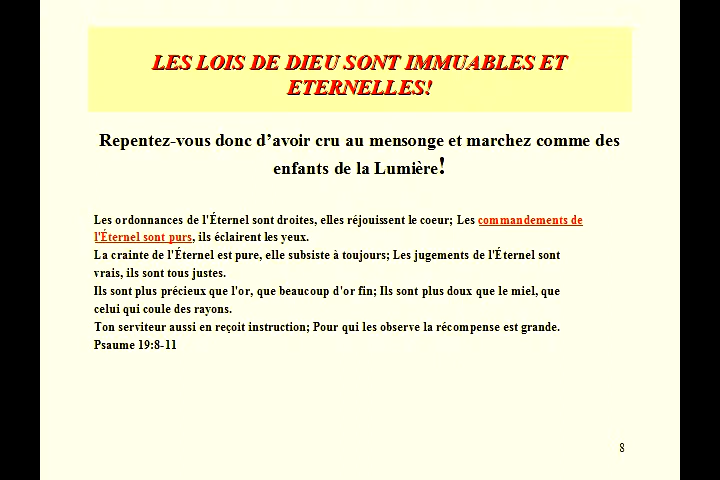 LES LOIS DE DIEU SONT IMMUABLES ET
ETERNELLES!
Repentez-vous donc d’avoir cru au mensonge et marchez comme des
enfants de la Lumière!
Les ordonnances de l'Éternel sont droites, elles réjouissent le coeur; Les commandements de
l'Éternel sont purs, ils éclairent les yeux.
La crainte de l'Éternel est pure, elle subsiste à toujours; Les jugements de l'Éternel sont
vrais, ils sont tous justes.
Ils sont plus précieux que l'or, que beaucoup d'or fin; Ils sont plus doux que le miel, que
celui qui coule des rayons.
Ton serviteur aussi en reçoit instruction; Pour qui les observe la récompense est grande.
Psaume 19:8-11
8